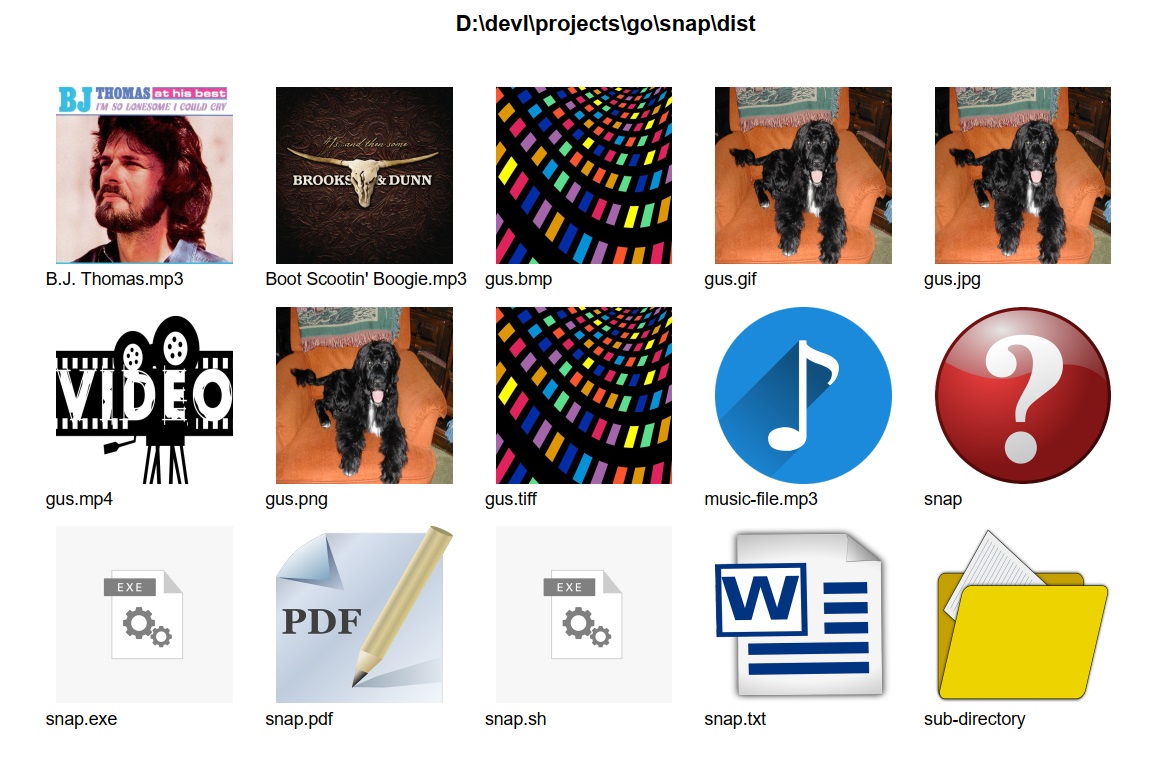 D:\devl\projects\go\snap\dist
BJ THOMAS at his best
I'M SO LONESOME I COULD CRY
#1s...and then some
BROOKS & DUNN
B.J. Thomas.mp3
Boot Scootin' Boogie.mp3
gus.bmp
gus.gif
gus.jpg
VIDEO
?
gus.mp4
gus.png
gus.tiff
music-file.mp3
snap
EXE
PDF
EXE
W
snap.exe
snap.pdf
snap.sh
snap.txt
sub-directory